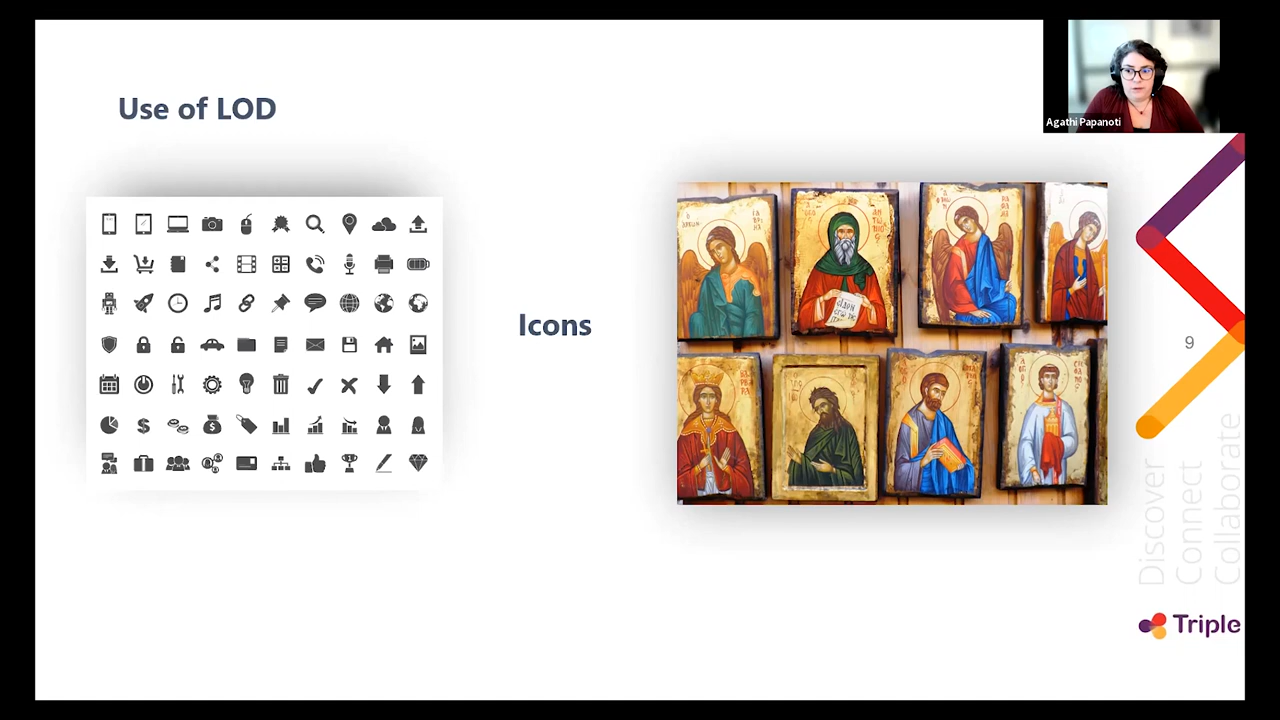 Use of LOD
Agathi Papanoti
Icons
9
Discover
Connect
Collaborate
Triple